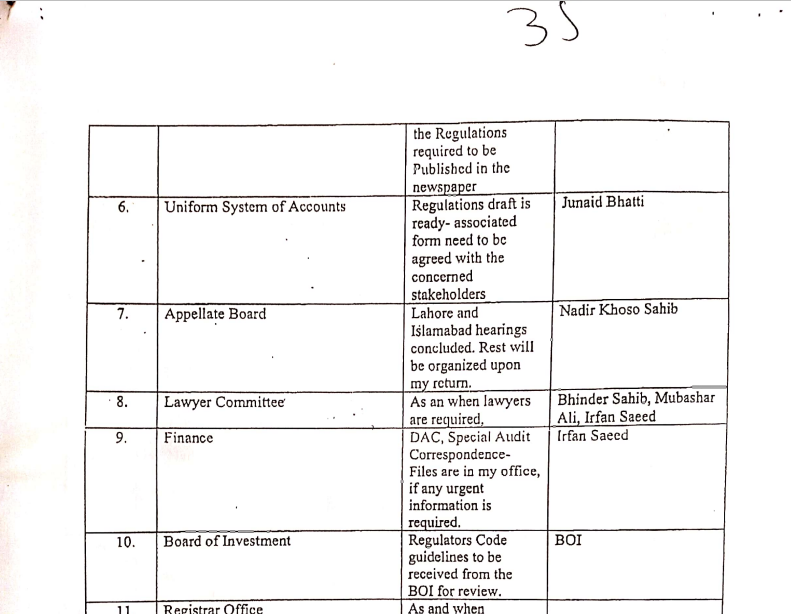 35
the Regulations
required to be
Published in the
newspaper
6. Uniform System of Accounts Regulations draft is Junaid Bhatti
ready- associated
form need to be
agreed with the
concerned
stakeholders
7. Appellate Board Lahore and Nadir Khoso Sahib
Islamabad hearings
concluded. Rest will
be organized upon
my return.
8. Lawyer Committee As an when lawyers Bhinder Sahib, Mubashar
are required, Ali, Irfan Saeed
9. Finance DAC, Special Audit Irfan Saeed
Correspondence-
Files are in my office,
if any urgent
information is
required.
10. Board of Investment Regulators Code BOI
guidelines to be
received from the
BOI for review.
11 Registrar Office As and when